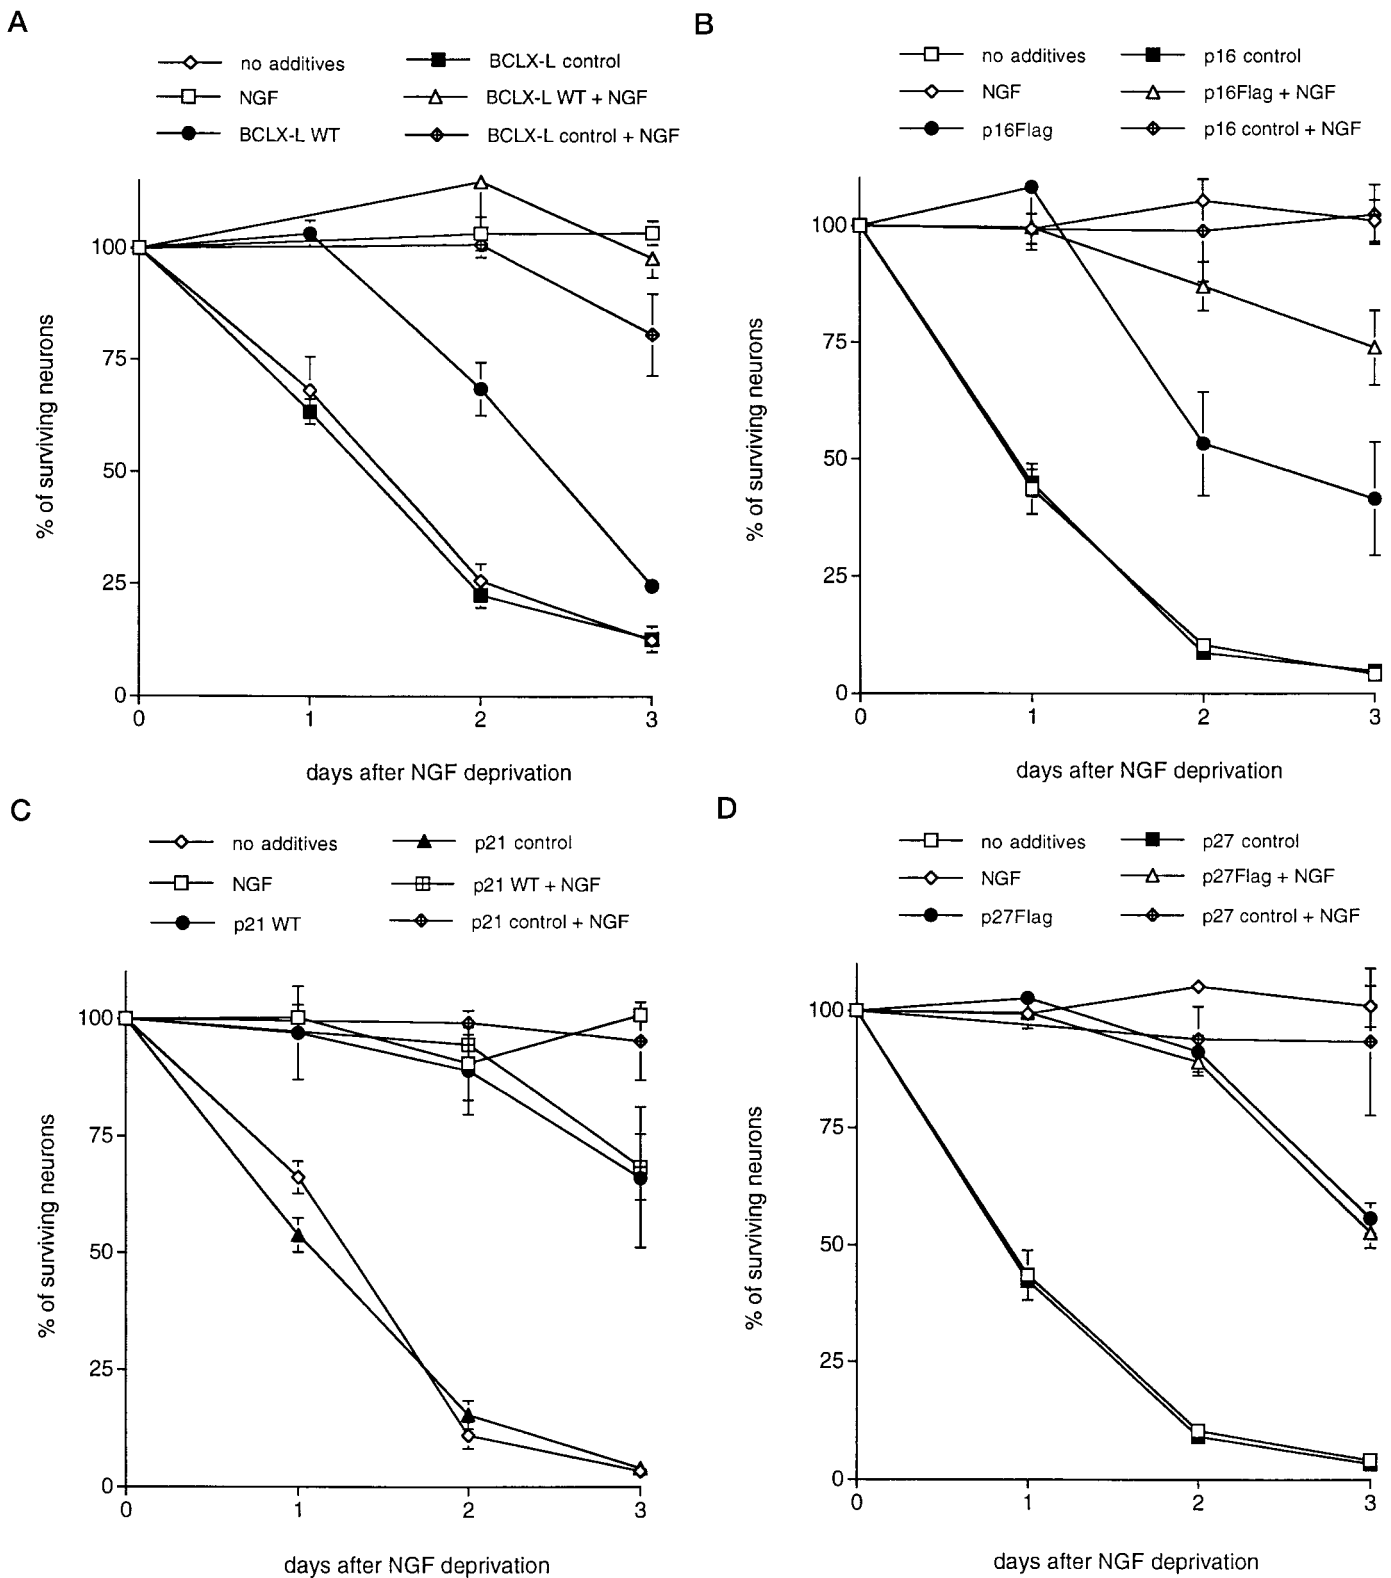 A
no additives
BCLX-L control
NGF
BCLX-L WT + NGF
BCLX-L WT
BCLX-L control + NGF
% of surviving neurons
100
75
50
25
0
0 1 2 3
days after NGF deprivation
B
no additives
p16 control
NGF
p16Flag + NGF
p16Flag
p16 control + NGF
% of surviving neurons
100
75
50
25
0
0 1 2 3
days after NGF deprivation
C
no additives
p21 control
NGF
p21 WT + NGF
p21 WT
p21 control + NGF
% of surviving neurons
100
75
50
25
0
0 1 2 3
days after NGF deprivation
D
no additives
p27 control
NGF
p27Flag + NGF
p27Flag
p27 control + NGF
% of surviving neurons
100
75
50
25
0
0 1 2 3
days after NGF deprivation